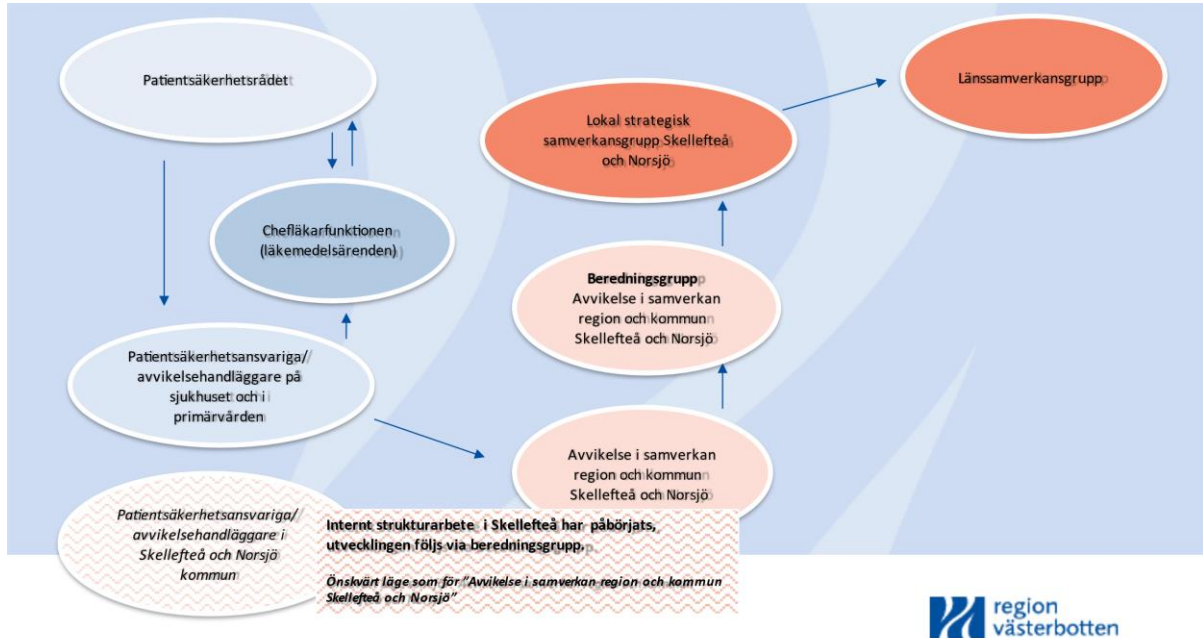 Patientsäkerhetsrådet
Länssamverkansgrupp
Lokal strategisk
samverkansgrupp Skellefteå
och Norsjö
Chefläkarfunktionen
(läkemedelsärenden)
Beredningsgrupp
Avvikelse i samverkan
region och kommun
Skellefteå och Norsjö
Patientsäkerhetsansvariga/
avvikelsehandläggare på
sjukhuset och i
primärvården
Avvikelse i samverkan
region och kommun
Skellefteå och Norsjö
Patientsäkerhetsansvariga/
avvikelsehandläggare i
Skellefteå och Norsjö
kommun
Internt strukturarbete i Skellefteå har påbörjats,
utvecklingen följs via beredningsgrupp.
Önskvärt läge som för "Avvikelse i samverkan region och kommun
Skellefteå och Norsjö"
region
västerbotten